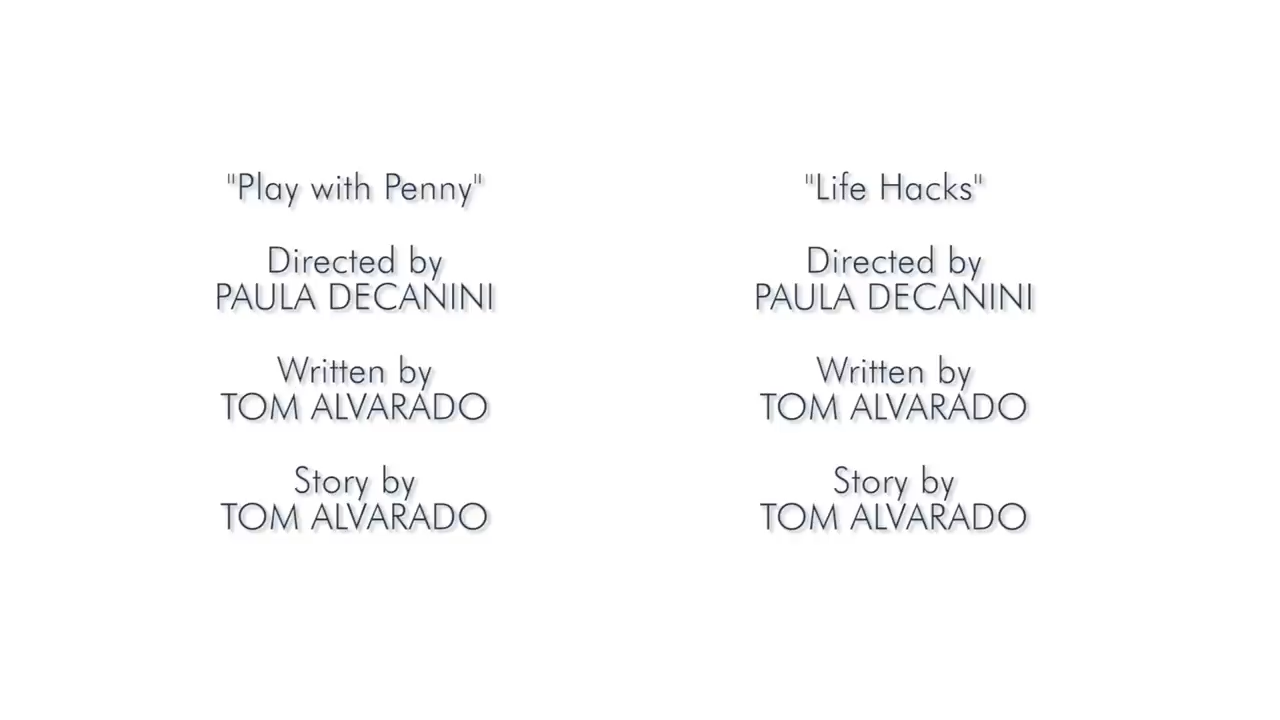 "Play with Penny"
Directed by
PAULA DECANINI
Written by
TOM ALVARADO
Story by
TOM ALVARADO
"Life Hacks"
Directed by
PAULA DECANINI
Written by
TOM ALVARADO
Story by
TOM ALVARADO